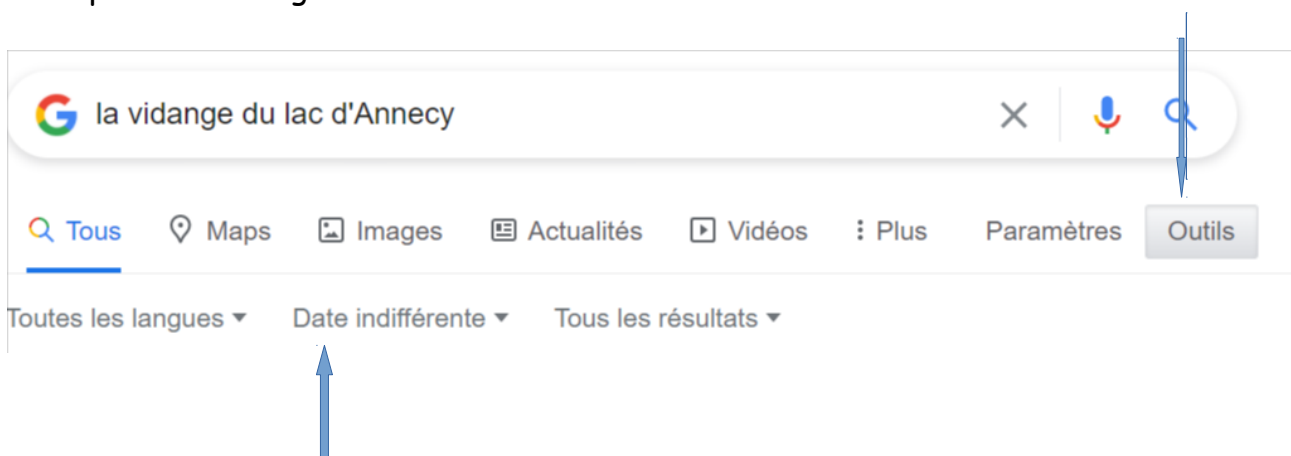 la vidange du lac d'Annecy
Tous Maps Images Actualités Vidéos Plus Paramètres Outils
Toutes les langues Date indifférente Tous les résultats